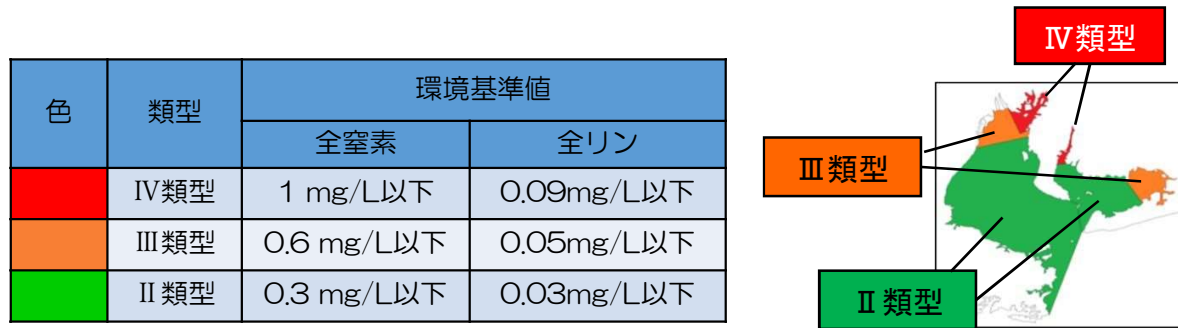 色 類型 環境基準値
全窒素 全リン
Ⅳ類型 1 mg/L以下 0.09mg/L以下
Ⅲ類型 0.6 mg/L以下 0.05mg/L以下
Ⅱ類型 0.3 mg/L以下 0.03mg/L以下
Ⅳ類型
Ⅲ類型
Ⅱ類型